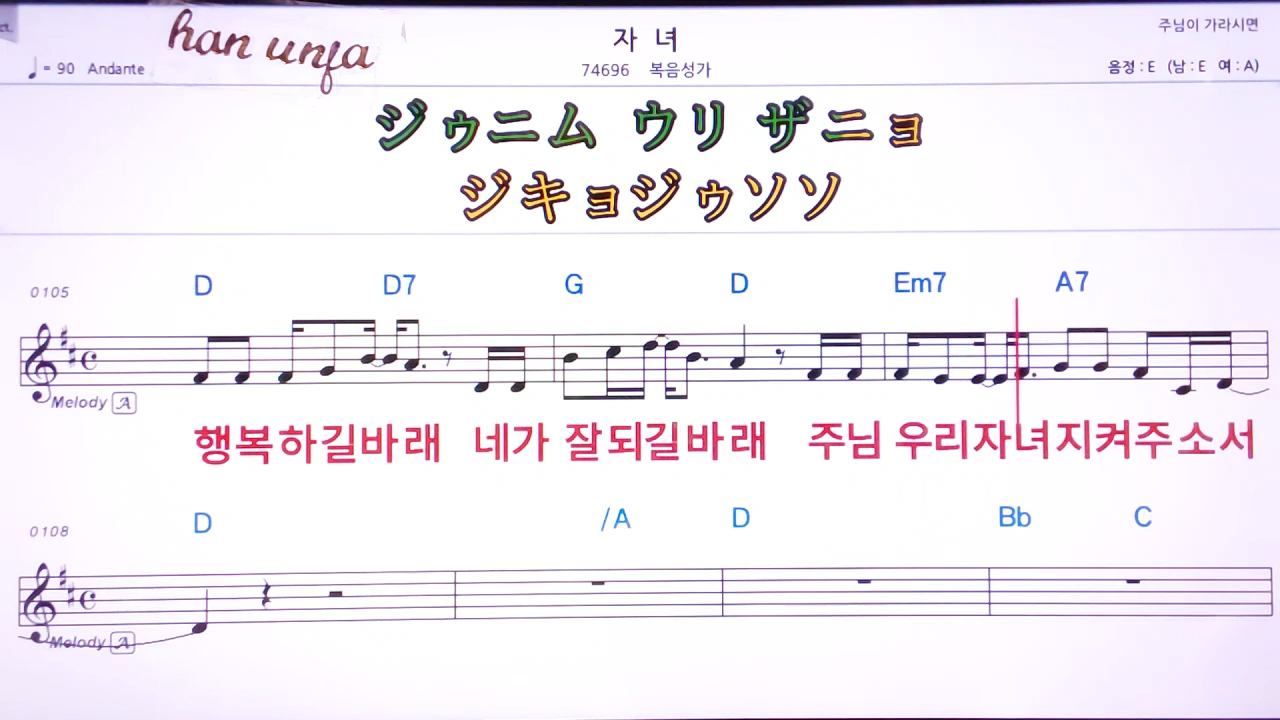 ct.
han unja
자 녀
주님이 가라시면
= 90 Andante
74696 복음성가
음정 : E (남 : E 여 : A)
ジゥニム ウリ ザニョ
ジキョジゥソソ
0105
D D7 G D Em7 A7
Melody A
행복하길바래 네가 잘되길바래 주님 우리자녀지켜주소서
0108
D /A D Bb C
Melody A